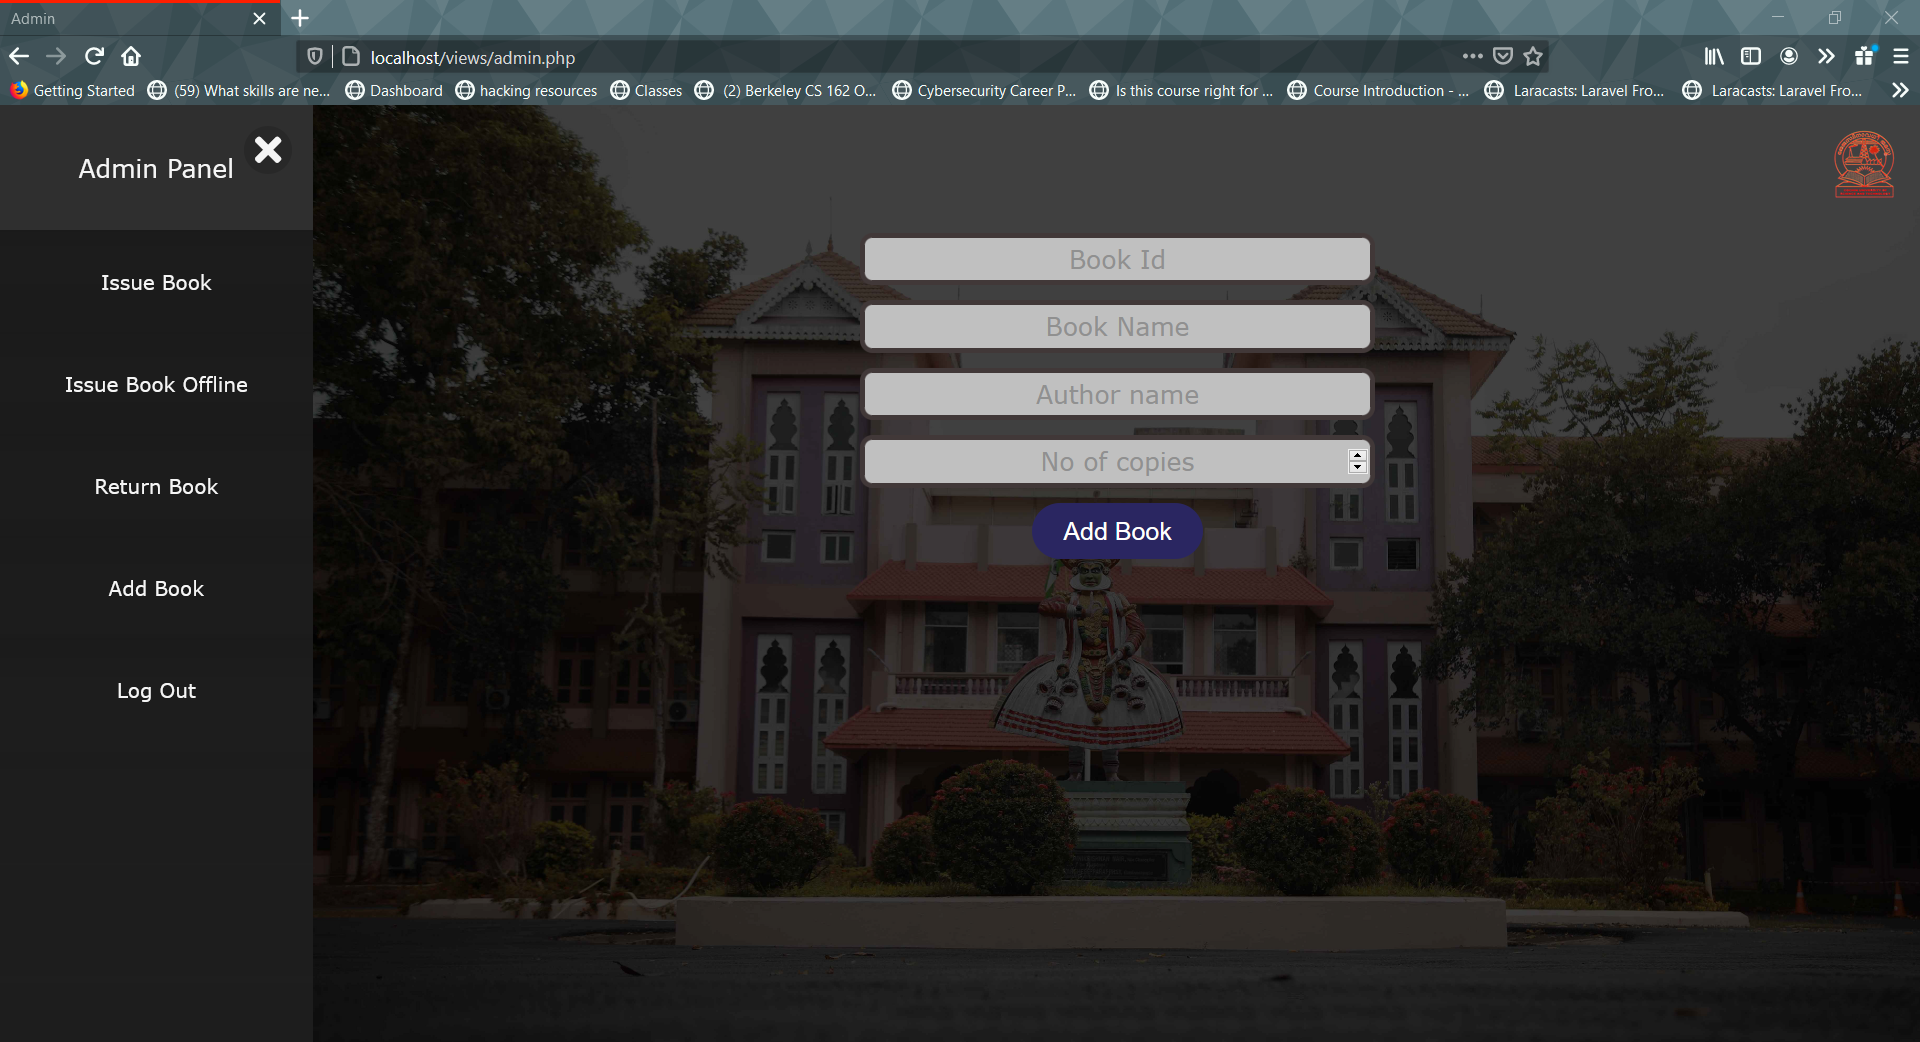 Admin
localhost/views/admin.php
Getting Started
(59) What skills are ne...
Dashboard
hacking resources
Classes
(2) Berkeley CS 162 O...
Cybersecurity Career P...
Is this course right for ...
Course Introduction - ...
Laracasts: Laravel Fro...
Laracasts: Laravel Fro...
Admin Panel
Issue Book
Issue Book Offline
Return Book
Add Book
Log Out
Book Id
Book Name
Author name
No of copies
Add Book